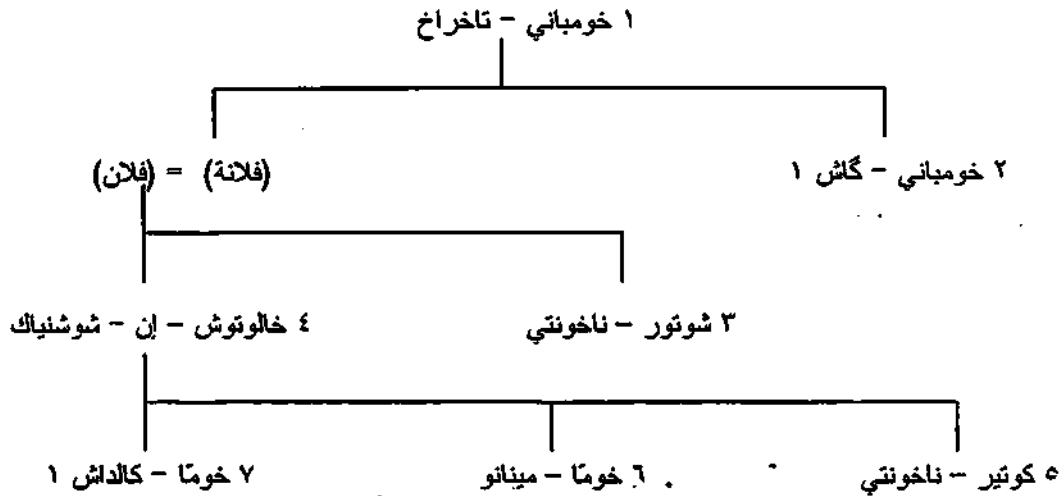 ١ خومباني – تاخراخ
٢ خومباني – گاش ١ (فلانة) = (فلان)
٣ شوتور – ناخونتي ٤ خالوتوش – إن – شوشنياك
٥ كوتير – ناخونتي ٦ خومّا – مينانو ٧ خومّا – كالداش ١